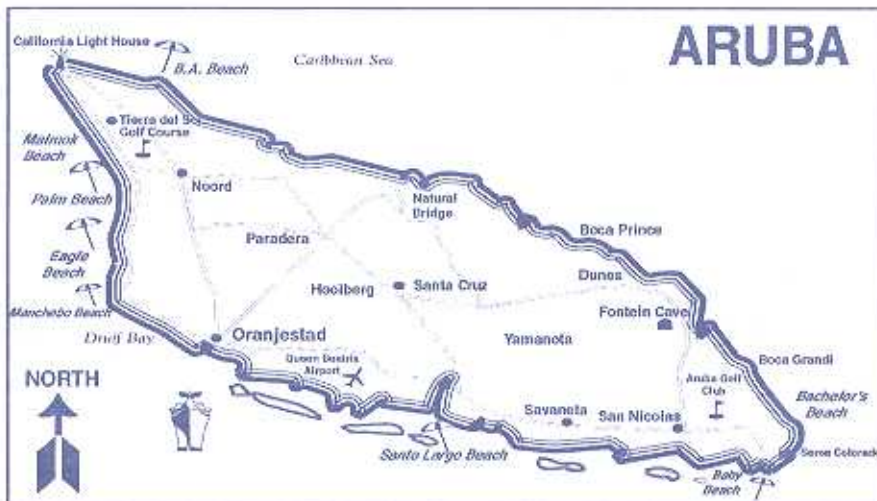 ARUBA
California Light House
B.A. Beach
Caribbean Sea
Tierra del Sol
Golf Course
Malmok
Beach
Noord
Palm Beach
Natural
Bridge
Boca Prince
Paradera
Eagle
Beach
Dunes
Hooiberg
Santa Cruz
Manchebo Beach
Fontein Cave
Druif Bay
Oranjestad
Yamanota
Queen Beatrix
Airport
Boca Grandi
NORTH
Aruba Golf
Club
Bachelor's
Beach
Savaneta
San Nicolas
Santo Largo Beach
Seroe Colorado
Baby
Beach